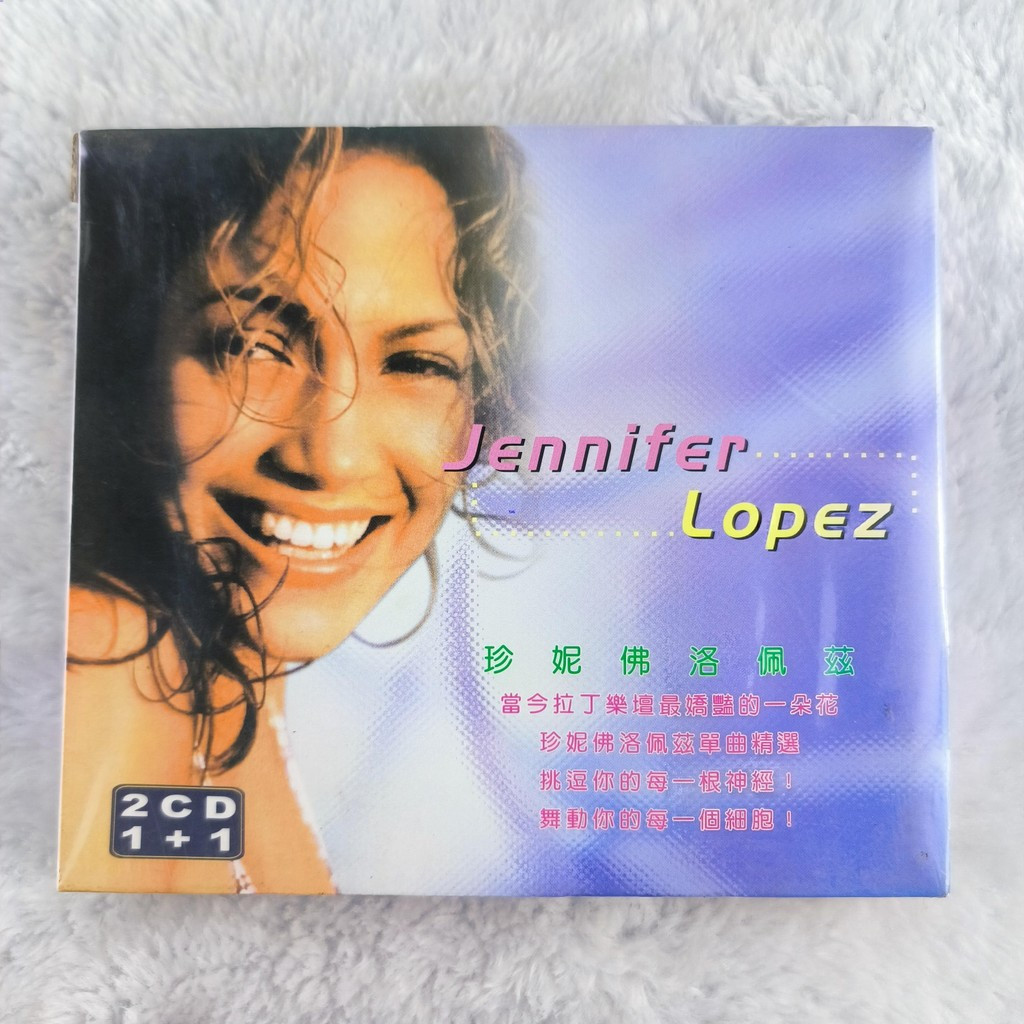 Jennifer
Lopez
珍妮佛洛佩茲
當今拉丁樂壇最嬌豔的一朵花
珍妮佛洛佩茲單曲精選
挑逗你的每一根神經！
舞動你的每一個細胞！
2CD
1+1